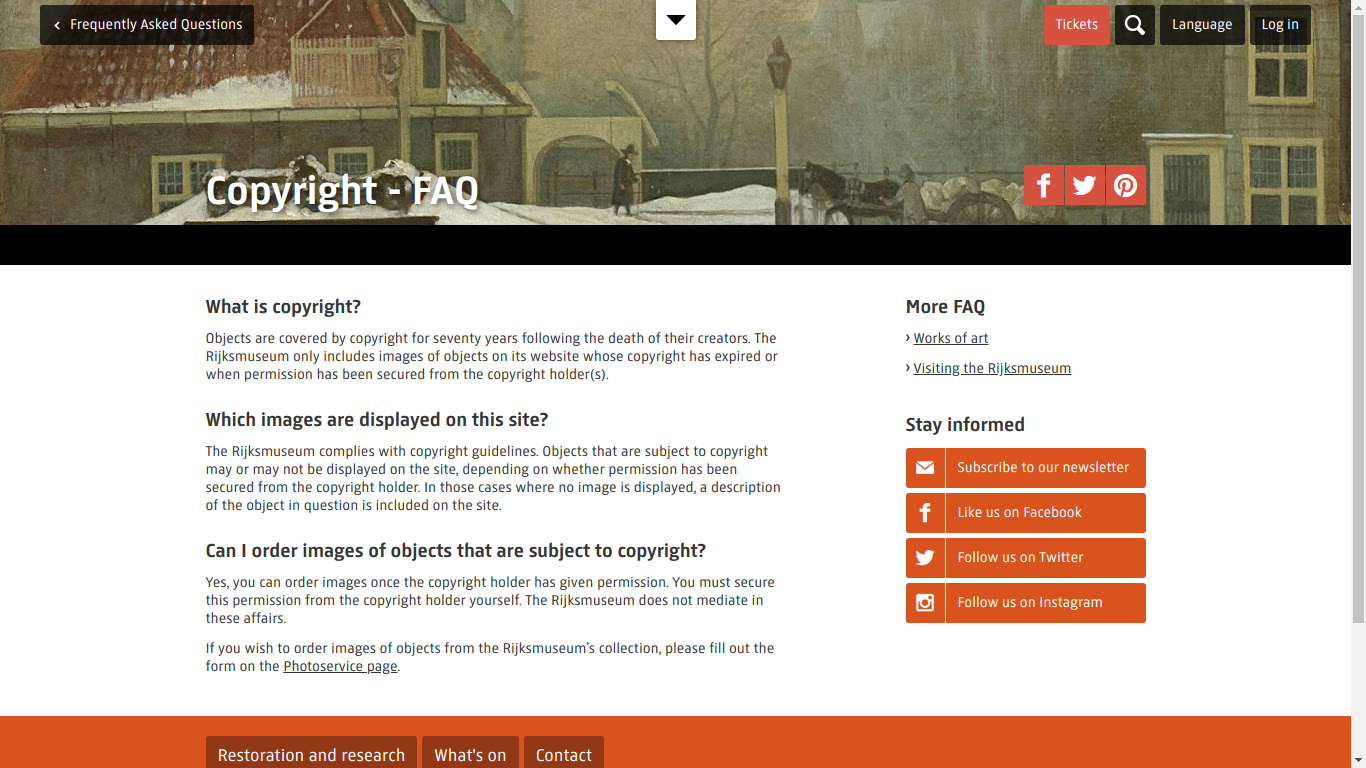 Frequently Asked Questions
Tickets
Language
Log in
Copyright - FAQ
What is copyright?
Objects are covered by copyright for seventy years following the death of their creators. The
Rijksmuseum only includes images of objects on its website whose copyright has expired or
when permission has been secured from the copyright holder(s).
Which images are displayed on this site?
The Rijksmuseum complies with copyright guidelines. Objects that are subject to copyright
may or may not be displayed on the site, depending on whether permission has been
secured from the copyright holder. In those cases where no image is displayed, a description
of the object in question is included on the site.
Can I order images of objects that are subject to copyright?
Yes, you can order images once the copyright holder has given permission. You must secure
this permission from the copyright holder yourself. The Rijksmuseum does not mediate in
these affairs.
If you wish to order images of objects from the Rijksmuseum's collection, please fill out the
form on the Photoservice page.
More FAQ
Works of art
Visiting the Rijksmuseum
Stay informed
Subscribe to our newsletter
Like us on Facebook
Follow us on Twitter
Follow us on Instagram
Restoration and research
What's on
Contact